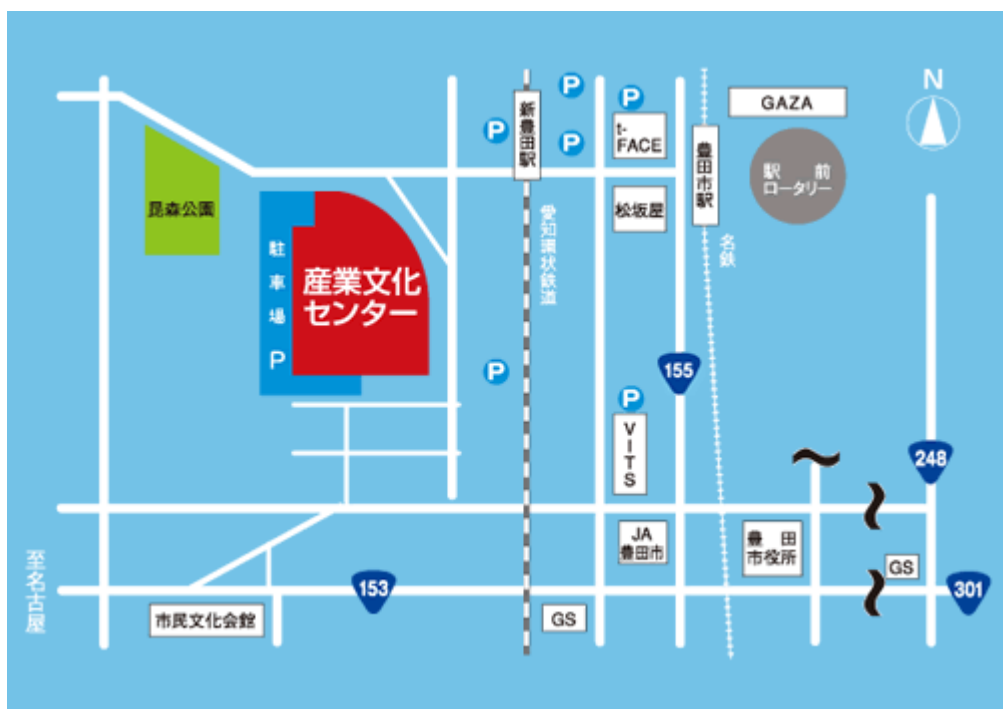 N
P
GAZA
P
t-
FACE
P
新豊田駅
P
豊田市駅
駅前
ロータリー
昆森公園
松坂屋
愛知環状鉄道
名鉄
駐車場P
産業文化
センター
P
155
P
VITS
248
JA
豊田市
豊田
市役所
GS
至名古屋
153
301
市民文化会館
GS